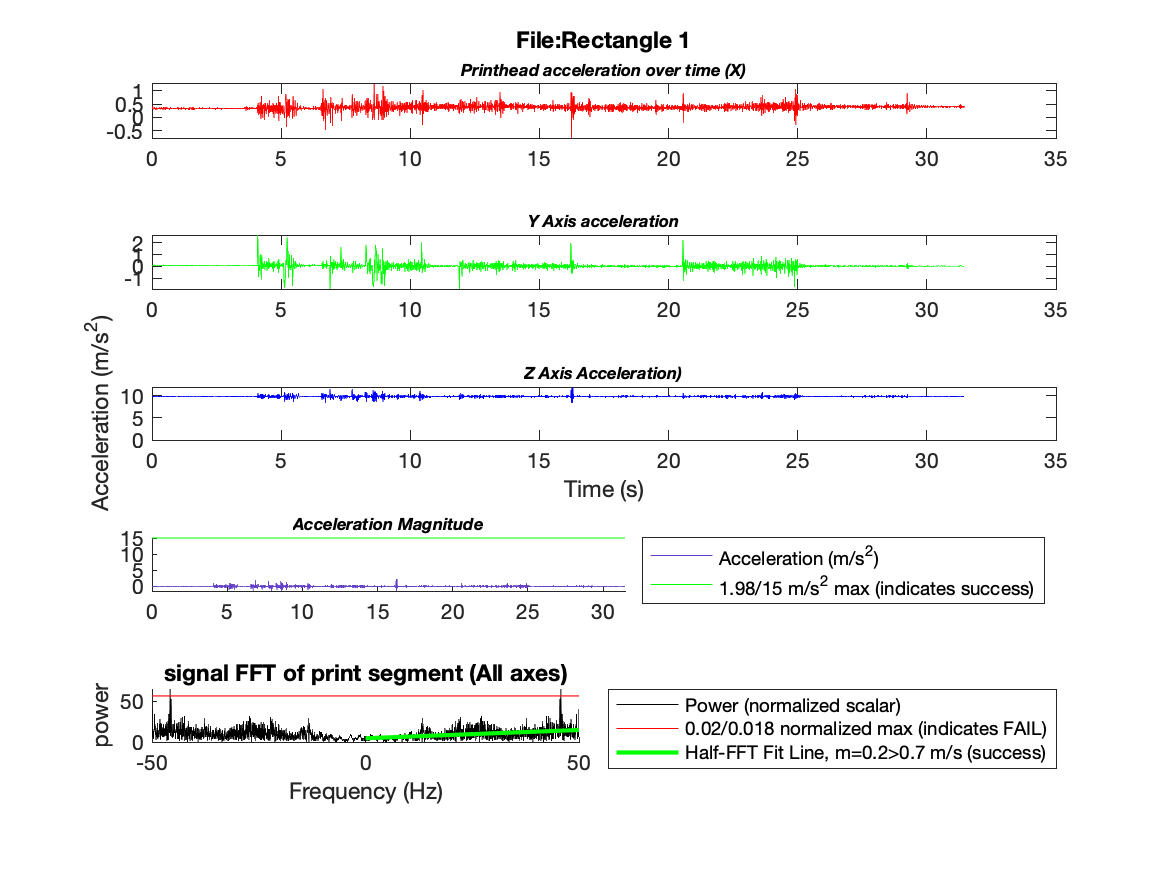 File:Rectangle 1
Printhead acceleration over time (X)
1
0.5
0
-0.5
0 5 10 15 20 25 30 35
Y Axis acceleration
2
1
0
-1
0 5 10 15 20 25 30 35
Acceleration (m/s²)
Z Axis Acceleration)
10
5
0
0 5 10 15 20 25 30 35
Time (s)
Acceleration Magnitude
15
10
5
0
0 5 10 15 20 25 30
Acceleration (m/s²)
1.98/15 m/s² max (indicates success)
signal FFT of print segment (All axes)
power
50
0
-50 0 50
Frequency (Hz)
Power (normalized scalar)
0.02/0.018 normalized max (indicates FAIL)
Half-FFT Fit Line, m=0.2>0.7 m/s (success)